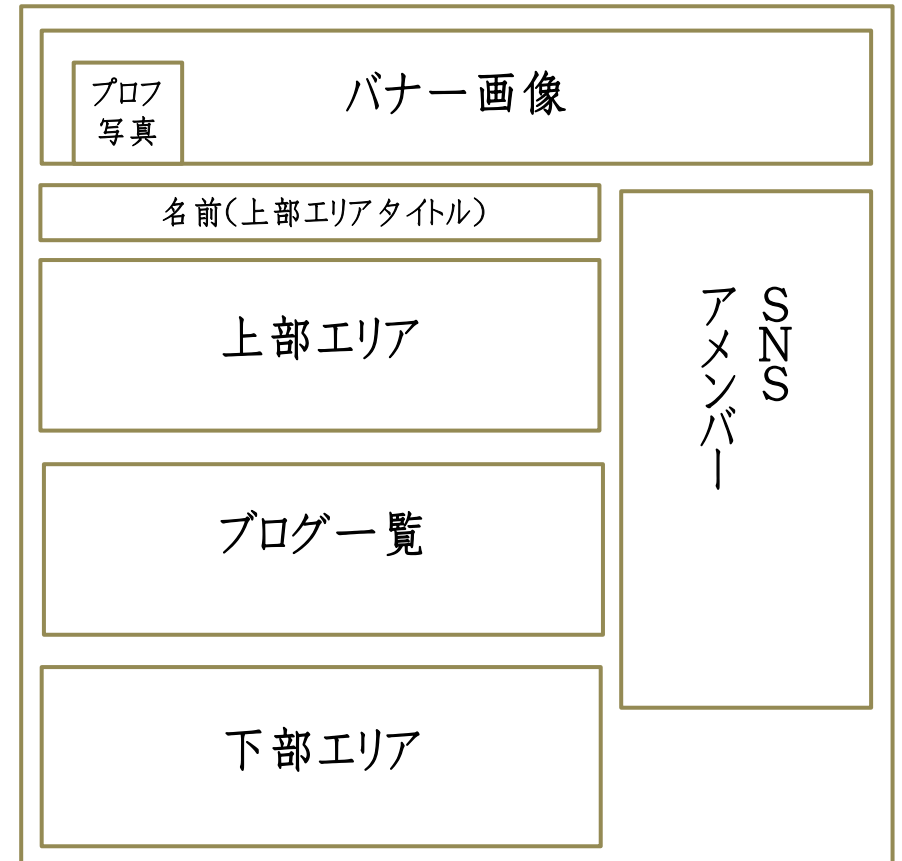 プロフ
写真
バナー画像
名前(上部エリアタイトル)
上部エリア
SNS
アメンバー
ブログ一覧
下部エリア